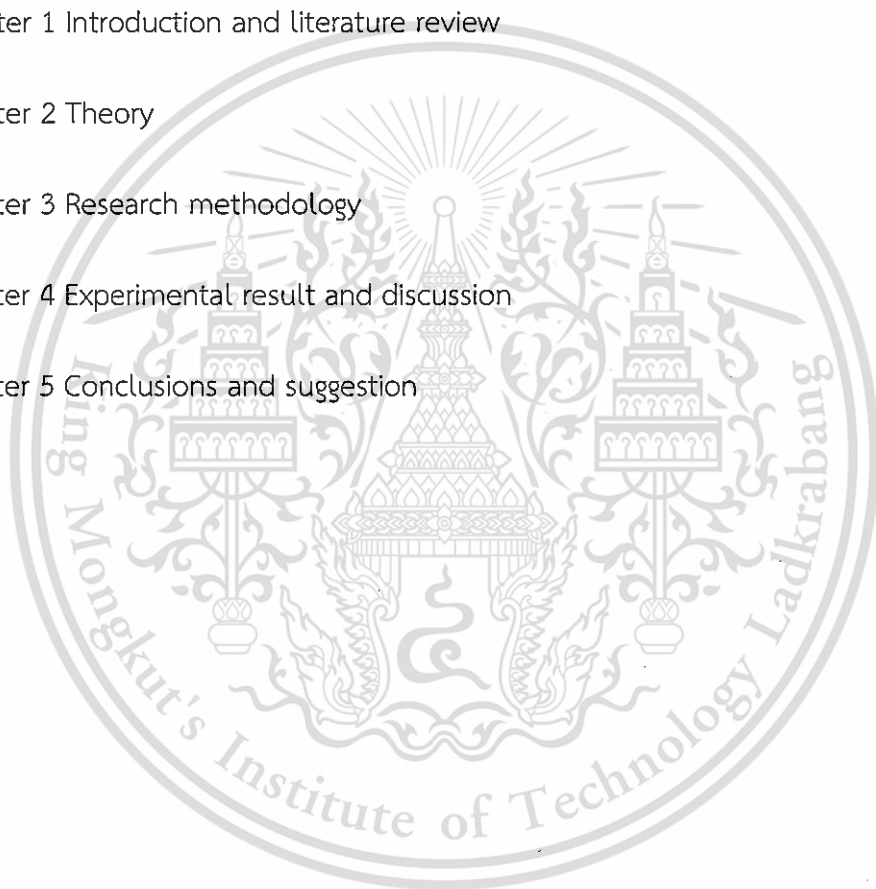 ter 1 Introduction and literature review
ter 2 Theory
ter 3 Research methodology
ter 4 Experimental result and discussion
ter 5 Conclusions and suggestion
King Mongkut's Institute of Technology Ladkrabang